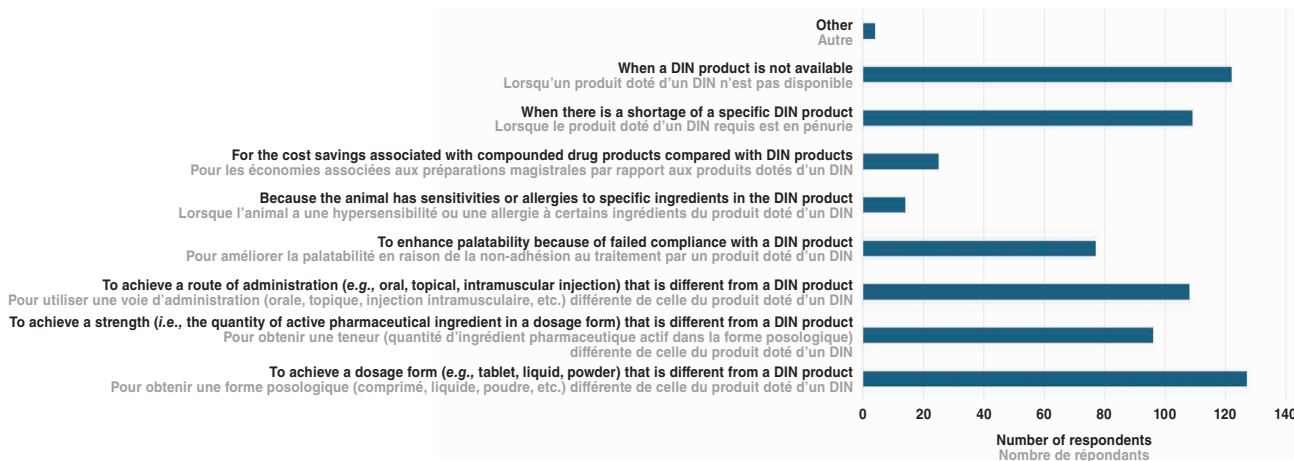 Other
Autre
When a DIN product is not available
Lorsqu'un produit doté d'un DIN n'est pas disponible
When there is a shortage of a specific DIN product
Lorsque le produit doté d'un DIN requis est en pénurie
For the cost savings associated with compounded drug products compared with DIN products
Pour les économies associées aux préparations magistrales par rapport aux produits dotés d'un DIN
Because the animal has sensitivities or allergies to specific ingredients in the DIN product
Lorsque l'animal a une hypersensibilité ou une allergie à certains ingrédients du produit doté d'un DIN
To enhance palatability because of failed compliance with a DIN product
Pour améliorer la palatabilité en raison de la non-adhésion au traitement par un produit doté d'un DIN
To achieve a route of administration (e.g., oral, topical, intramuscular injection) that is different from a DIN product
Pour utiliser une voie d'administration (orale, topique, injection intramusculaire, etc.) différente de celle du produit doté d'un DIN
To achieve a strength (i.e., the quantity of active pharmaceutical ingredient in a dosage form) that is different from a DIN product
Pour obtenir une teneur (quantité d'ingrédient pharmaceutique actif dans la forme posologique)
différente de celle du produit doté d'un DIN
To achieve a dosage form (e.g., tablet, liquid, powder) that is different from a DIN product
Pour obtenir une forme posologique (comprimé, liquide, poudre, etc.) différente de celle du produit doté d'un DIN
0 20 40 60 80 100 120 140
Number of respondents
Nombre de répondants